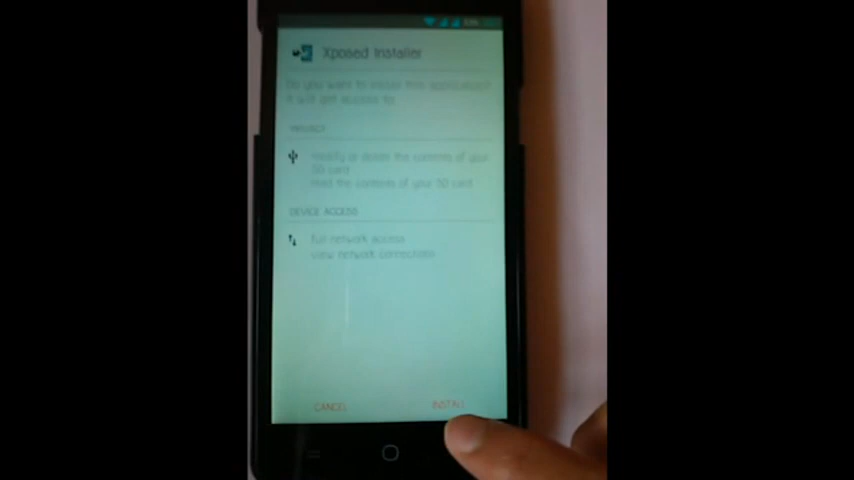 Xposed Installer
Do you want to install this application?
It will get access to:
PRIVACY
modify or delete the contents of your
SD card
read the contents of your SD card
DEVICE ACCESS
full network access
view network connections
CANCEL
INSTALL